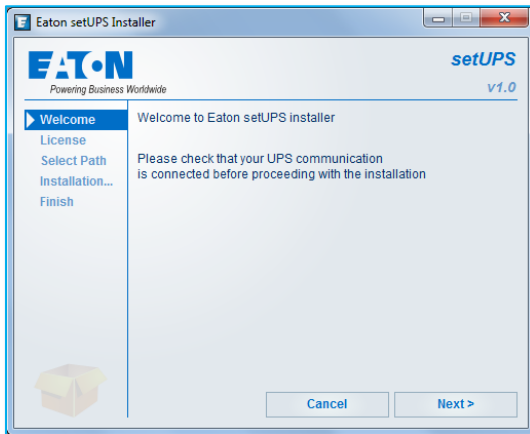 Eaton setUPS Installer
EATON
Powering Business Worldwide
setUPS
v1.0
Welcome
License
Select Path
Installation...
Finish
Welcome to Eaton setUPS installer
Please check that your UPS communication
is connected before proceeding with the installation
Cancel
Next >